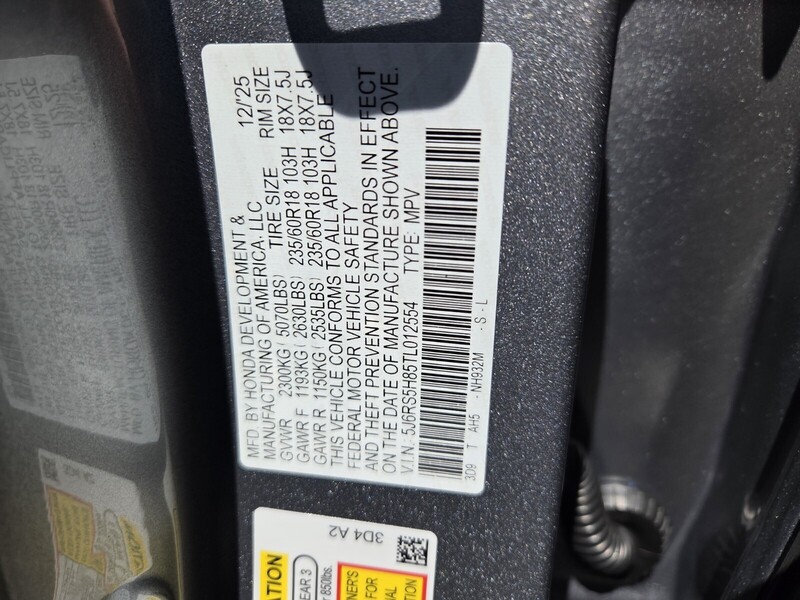 MFD. BY HONDA DEVELOPMENT & 12/'25
MANUFACTURING OF AMERICA, LLC
TIRE SIZE RIM SIZE
GVWR 2300KG (5070LBS)
GAWR F 1193KG (2630LBS) 235/60R18 103H 18X7.5J
GAWR R 1150KG (2535LBS) 235/60R18 103H 18X7.5J
THIS VEHICLE CONFORMS TO ALL APPLICABLE
FEDERAL MOTOR VEHICLE SAFETY
AND THEFT PREVENTION STANDARDS IN EFFECT
ON THE DATE OF MANUFACTURE SHOWN ABOVE.
V.I.N.: 5J6RS5H85TL012554 TYPE: MPV
3D9 T AH5 - NH932M - S - L
3D4 A2